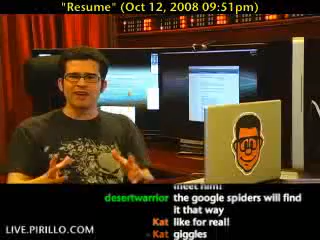 "Resume" (Oct 12, 2008 09:51pm)
meet him!
desertwarrior the google spiders will find
it that way
Kat like for real!
Kat giggles
LIVE.PIRILLO.COM